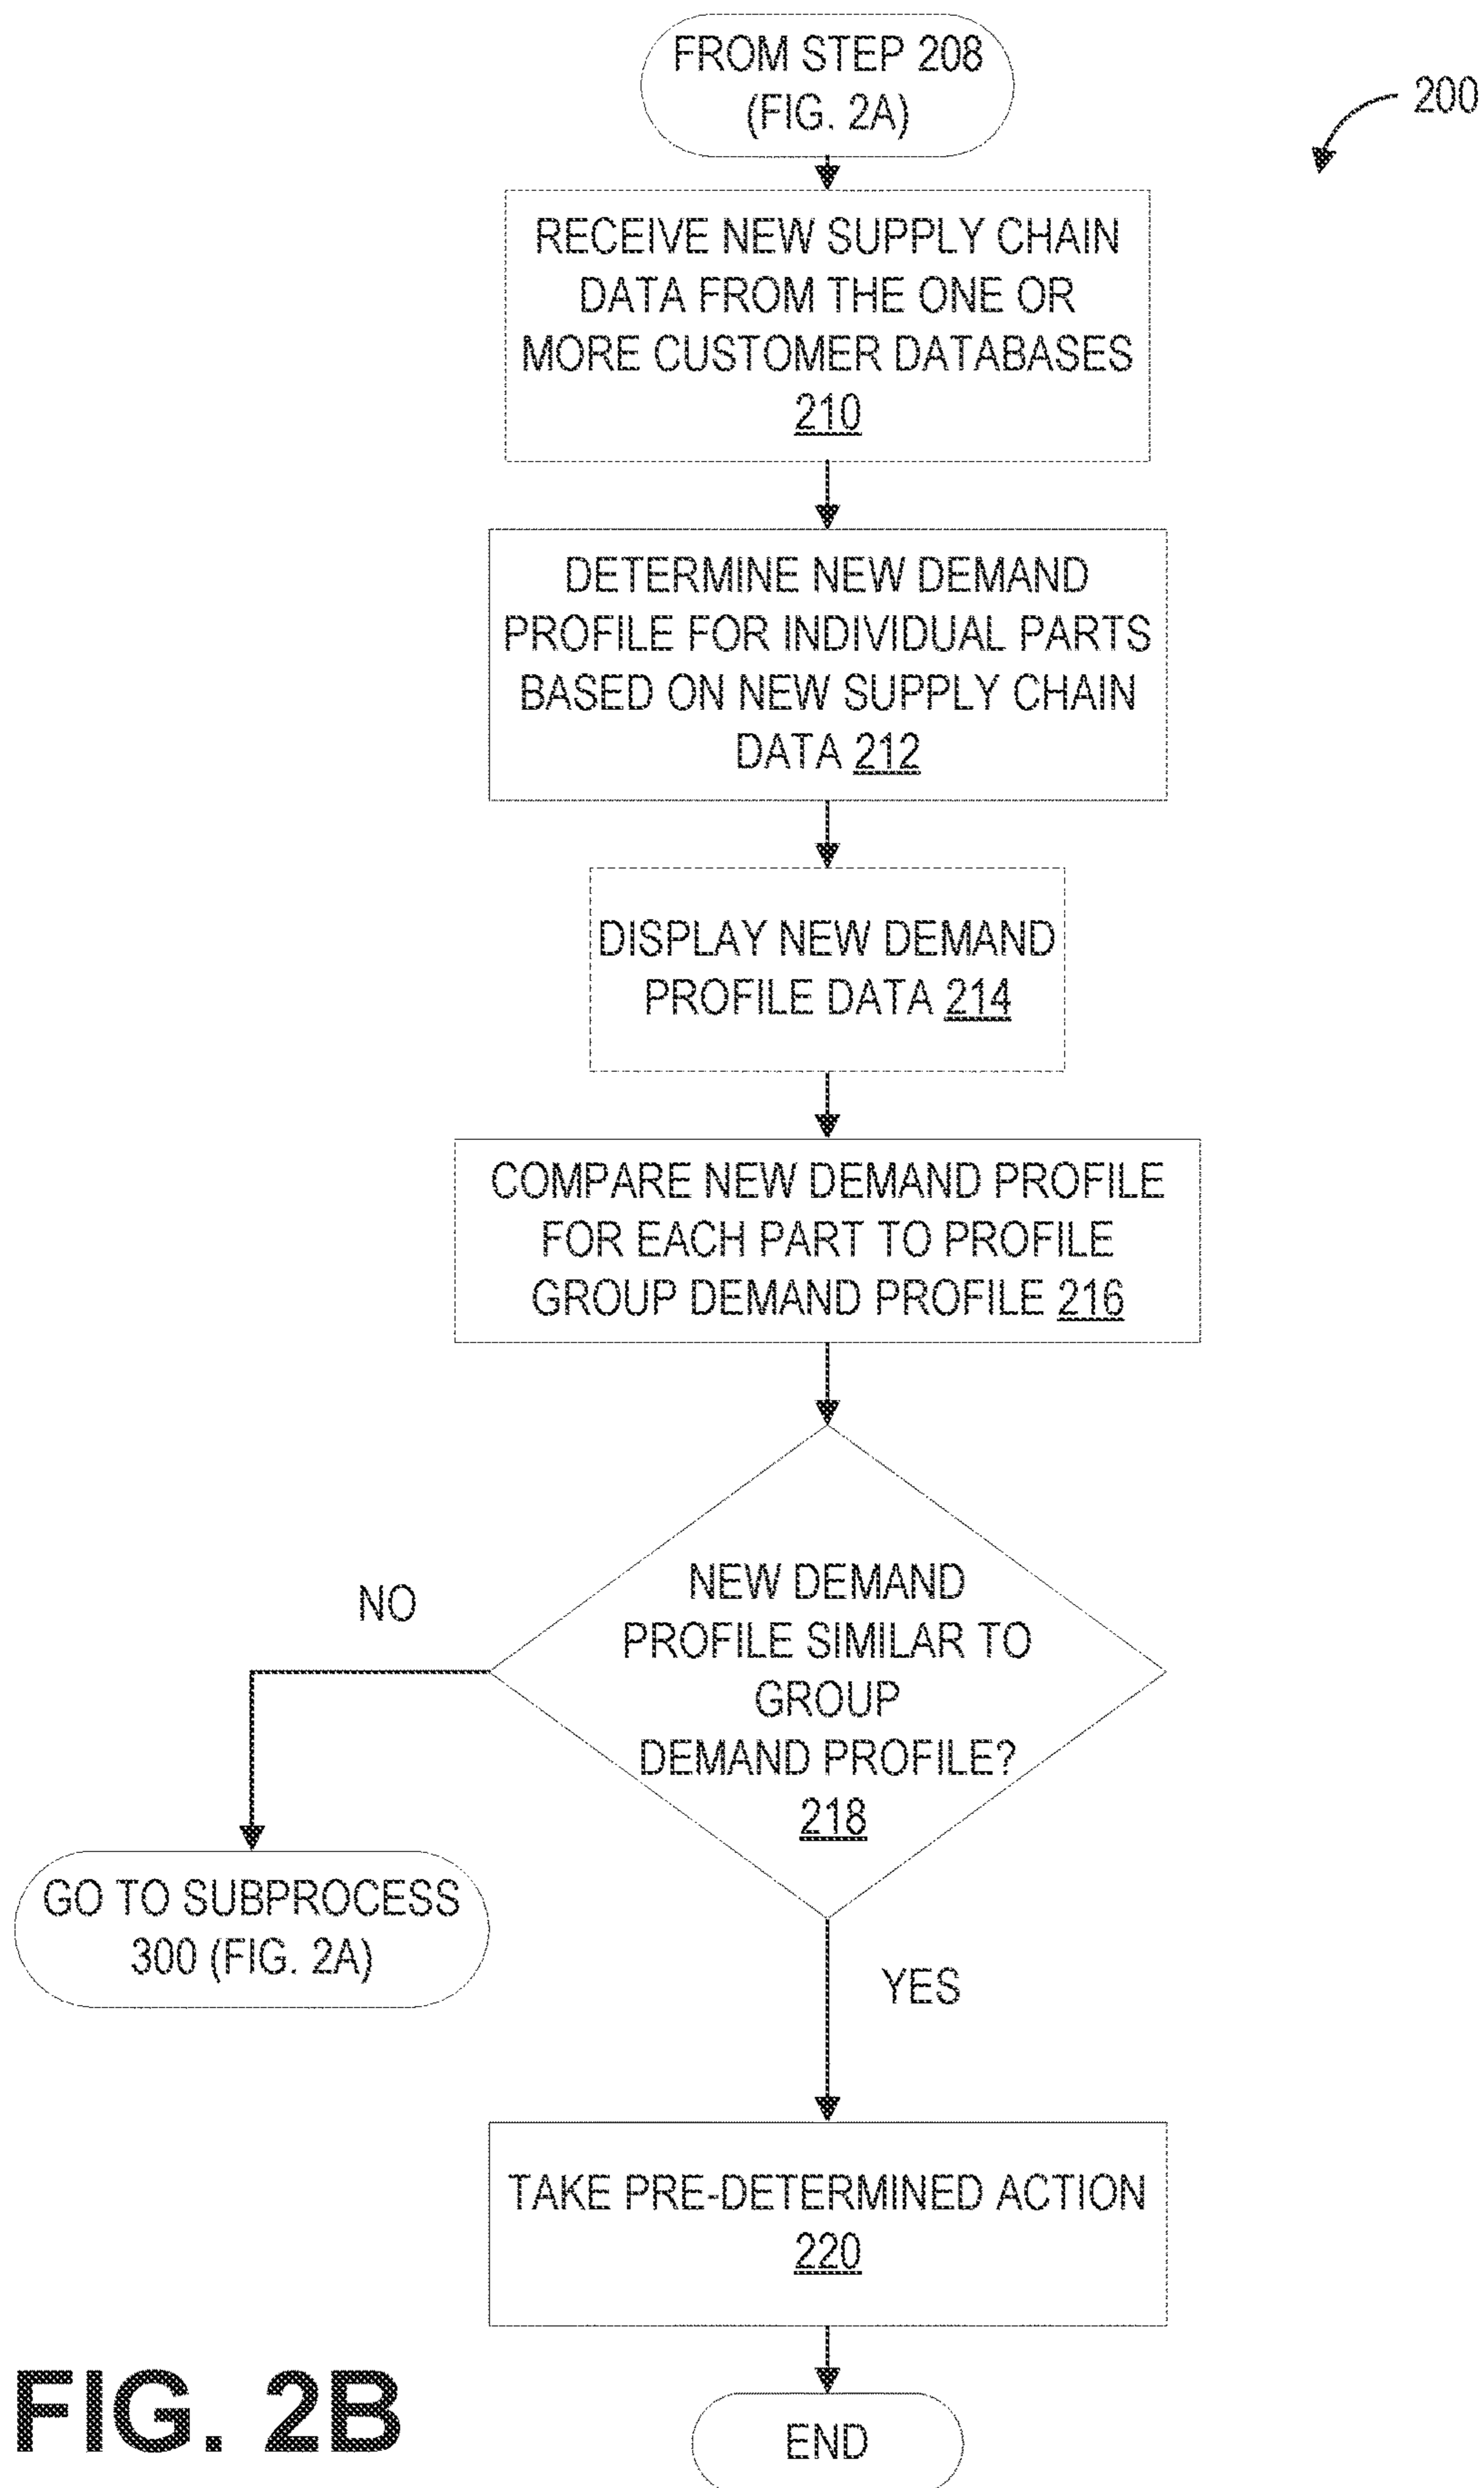 FROM STEP 208
(FIG. 2A)
200
RECEIVE NEW SUPPLY CHAIN
DATA FROM THE ONE OR
MORE CUSTOMER DATABASES
210
DETERMINE NEW DEMAND
PROFILE FOR INDIVIDUAL PARTS
BASED ON NEW SUPPLY CHAIN
DATA 212
DISPLAY NEW DEMAND
PROFILE DATA 214
COMPARE NEW DEMAND PROFILE
FOR EACH PART TO PROFILE
GROUP DEMAND PROFILE 216
NEW DEMAND
PROFILE SIMILAR TO
GROUP
DEMAND PROFILE?
218
NO
GO TO SUBPROCESS
300 (FIG. 2A)
YES
TAKE PRE-DETERMINED ACTION
220
END
FIG. 2B